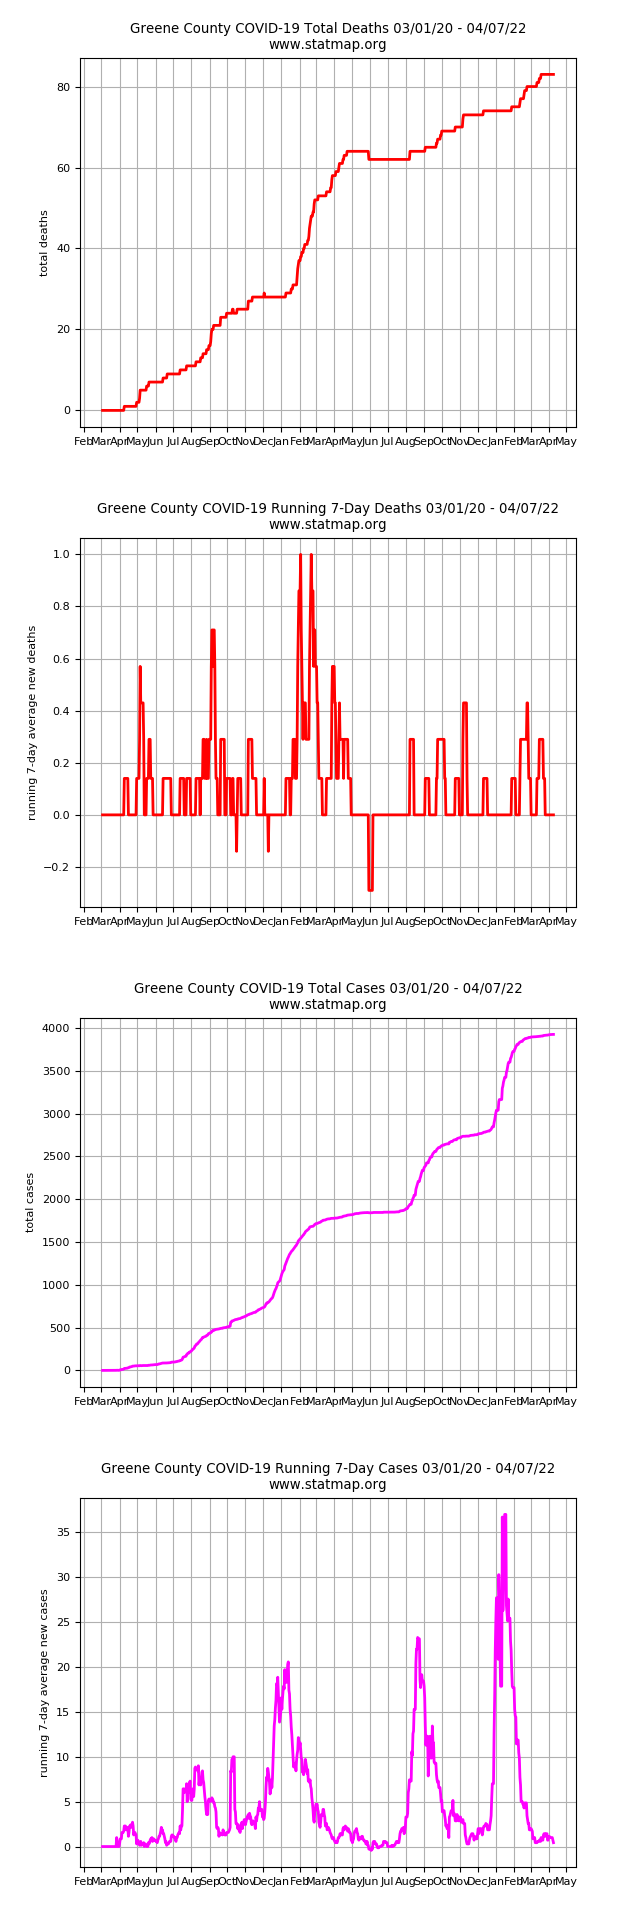 Greene County COVID-19 Total Deaths 03/01/20 - 04/07/22
www.statmap.org
total deaths
80
60
40
20
0
Feb Mar Apr May Jun Jul Aug Sep Oct Nov Dec Jan Feb Mar Apr May Jun Jul Aug Sep Oct Nov Dec Jan Feb Mar Apr May
Greene County COVID-19 Running 7-Day Deaths 03/01/20 - 04/07/22
www.statmap.org
running 7-day average new deaths
1.0
0.8
0.6
0.4
0.2
0.0
−0.2
Feb Mar Apr May Jun Jul Aug Sep Oct Nov Dec Jan Feb Mar Apr May Jun Jul Aug Sep Oct Nov Dec Jan Feb Mar Apr May
Greene County COVID-19 Total Cases 03/01/20 - 04/07/22
www.statmap.org
total cases
4000
3500
3000
2500
2000
1500
1000
500
0
Feb Mar Apr May Jun Jul Aug Sep Oct Nov Dec Jan Feb Mar Apr May Jun Jul Aug Sep Oct Nov Dec Jan Feb Mar Apr May
Greene County COVID-19 Running 7-Day Cases 03/01/20 - 04/07/22
www.statmap.org
running 7-day average new cases
35
30
25
20
15
10
5
0
Feb Mar Apr May Jun Jul Aug Sep Oct Nov Dec Jan Feb Mar Apr May Jun Jul Aug Sep Oct Nov Dec Jan Feb Mar Apr May